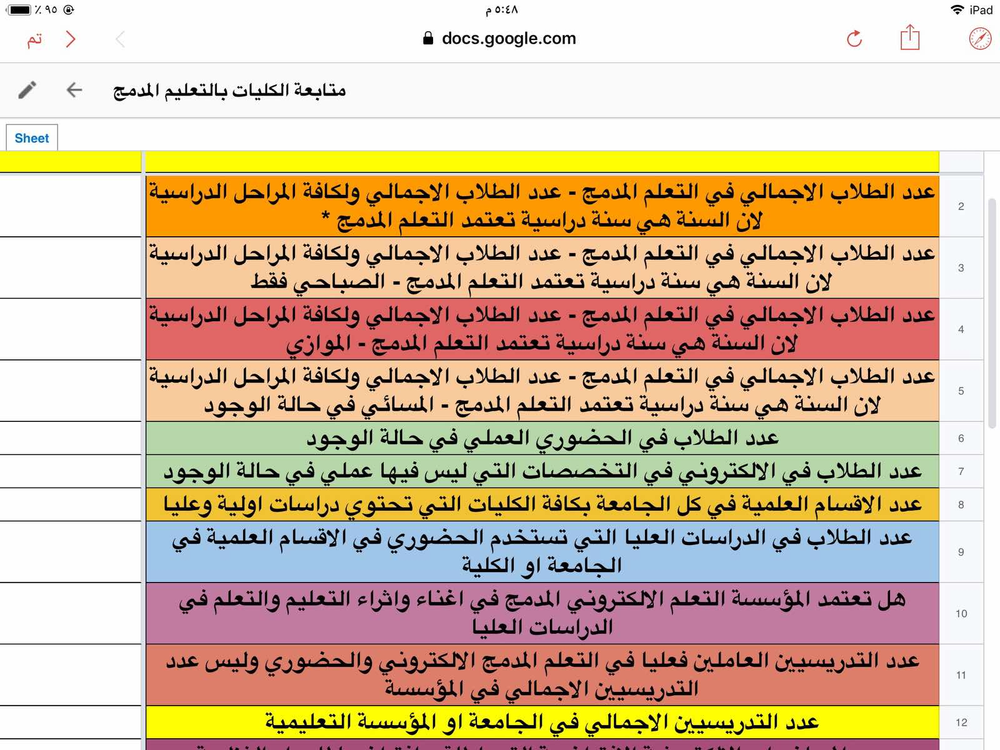 iPad
٥:٤٨ م
٪ ٩٥
تم
docs.google.com
متابعة الكليات بالتعليم المدمج
Sheet
2
عدد الطلاب الاجمالي في التعلم المدمج - عدد الطلاب الاجمالي ولكافة المراحل الدراسية
لان السنة هي سنة دراسية تعتمد التعلم المدمج *
3
عدد الطلاب الاجمالي في التعلم المدمج - عدد الطلاب الاجمالي ولكافة المراحل الدراسية
لان السنة هي سنة دراسية تعتمد التعلم المدمج - الصباحي فقط
4
عدد الطلاب الاجمالي في التعلم المدمج - عدد الطلاب الاجمالي ولكافة المراحل الدراسية
لان السنة هي سنة دراسية تعتمد التعلم المدمج - الموازي
5
عدد الطلاب الاجمالي في التعلم المدمج - عدد الطلاب الاجمالي ولكافة المراحل الدراسية
لان السنة هي سنة دراسية تعتمد التعلم المدمج - المسائي في حالة الوجود
6
عدد الطلاب في الحضوري العملي في حالة الوجود
7
عدد الطلاب في الالكتروني في التخصصات التي ليس فيها عملي في حالة الوجود
8
عدد الاقسام العلمية في كل الجامعة بكافة الكليات التي تحتوي دراسات اولية وعليا
9
عدد الطلاب في الدراسات العليا التي تستخدم الحضوري في الاقسام العلمية في
الجامعة او الكلية
10
هل تعتمد المؤسسة التعلم الالكتروني المدمج في اغناء واثراء التعليم والتعلم في
الدراسات العليا
11
عدد التدريسيين العاملين فعليا في التعلم المدمج الالكتروني والحضوري وليس عدد
التدريسيين الاجمالي في المؤسسة
12
عدد التدريسيين الاجمالي في الجامعة او المؤسسة التعليمية